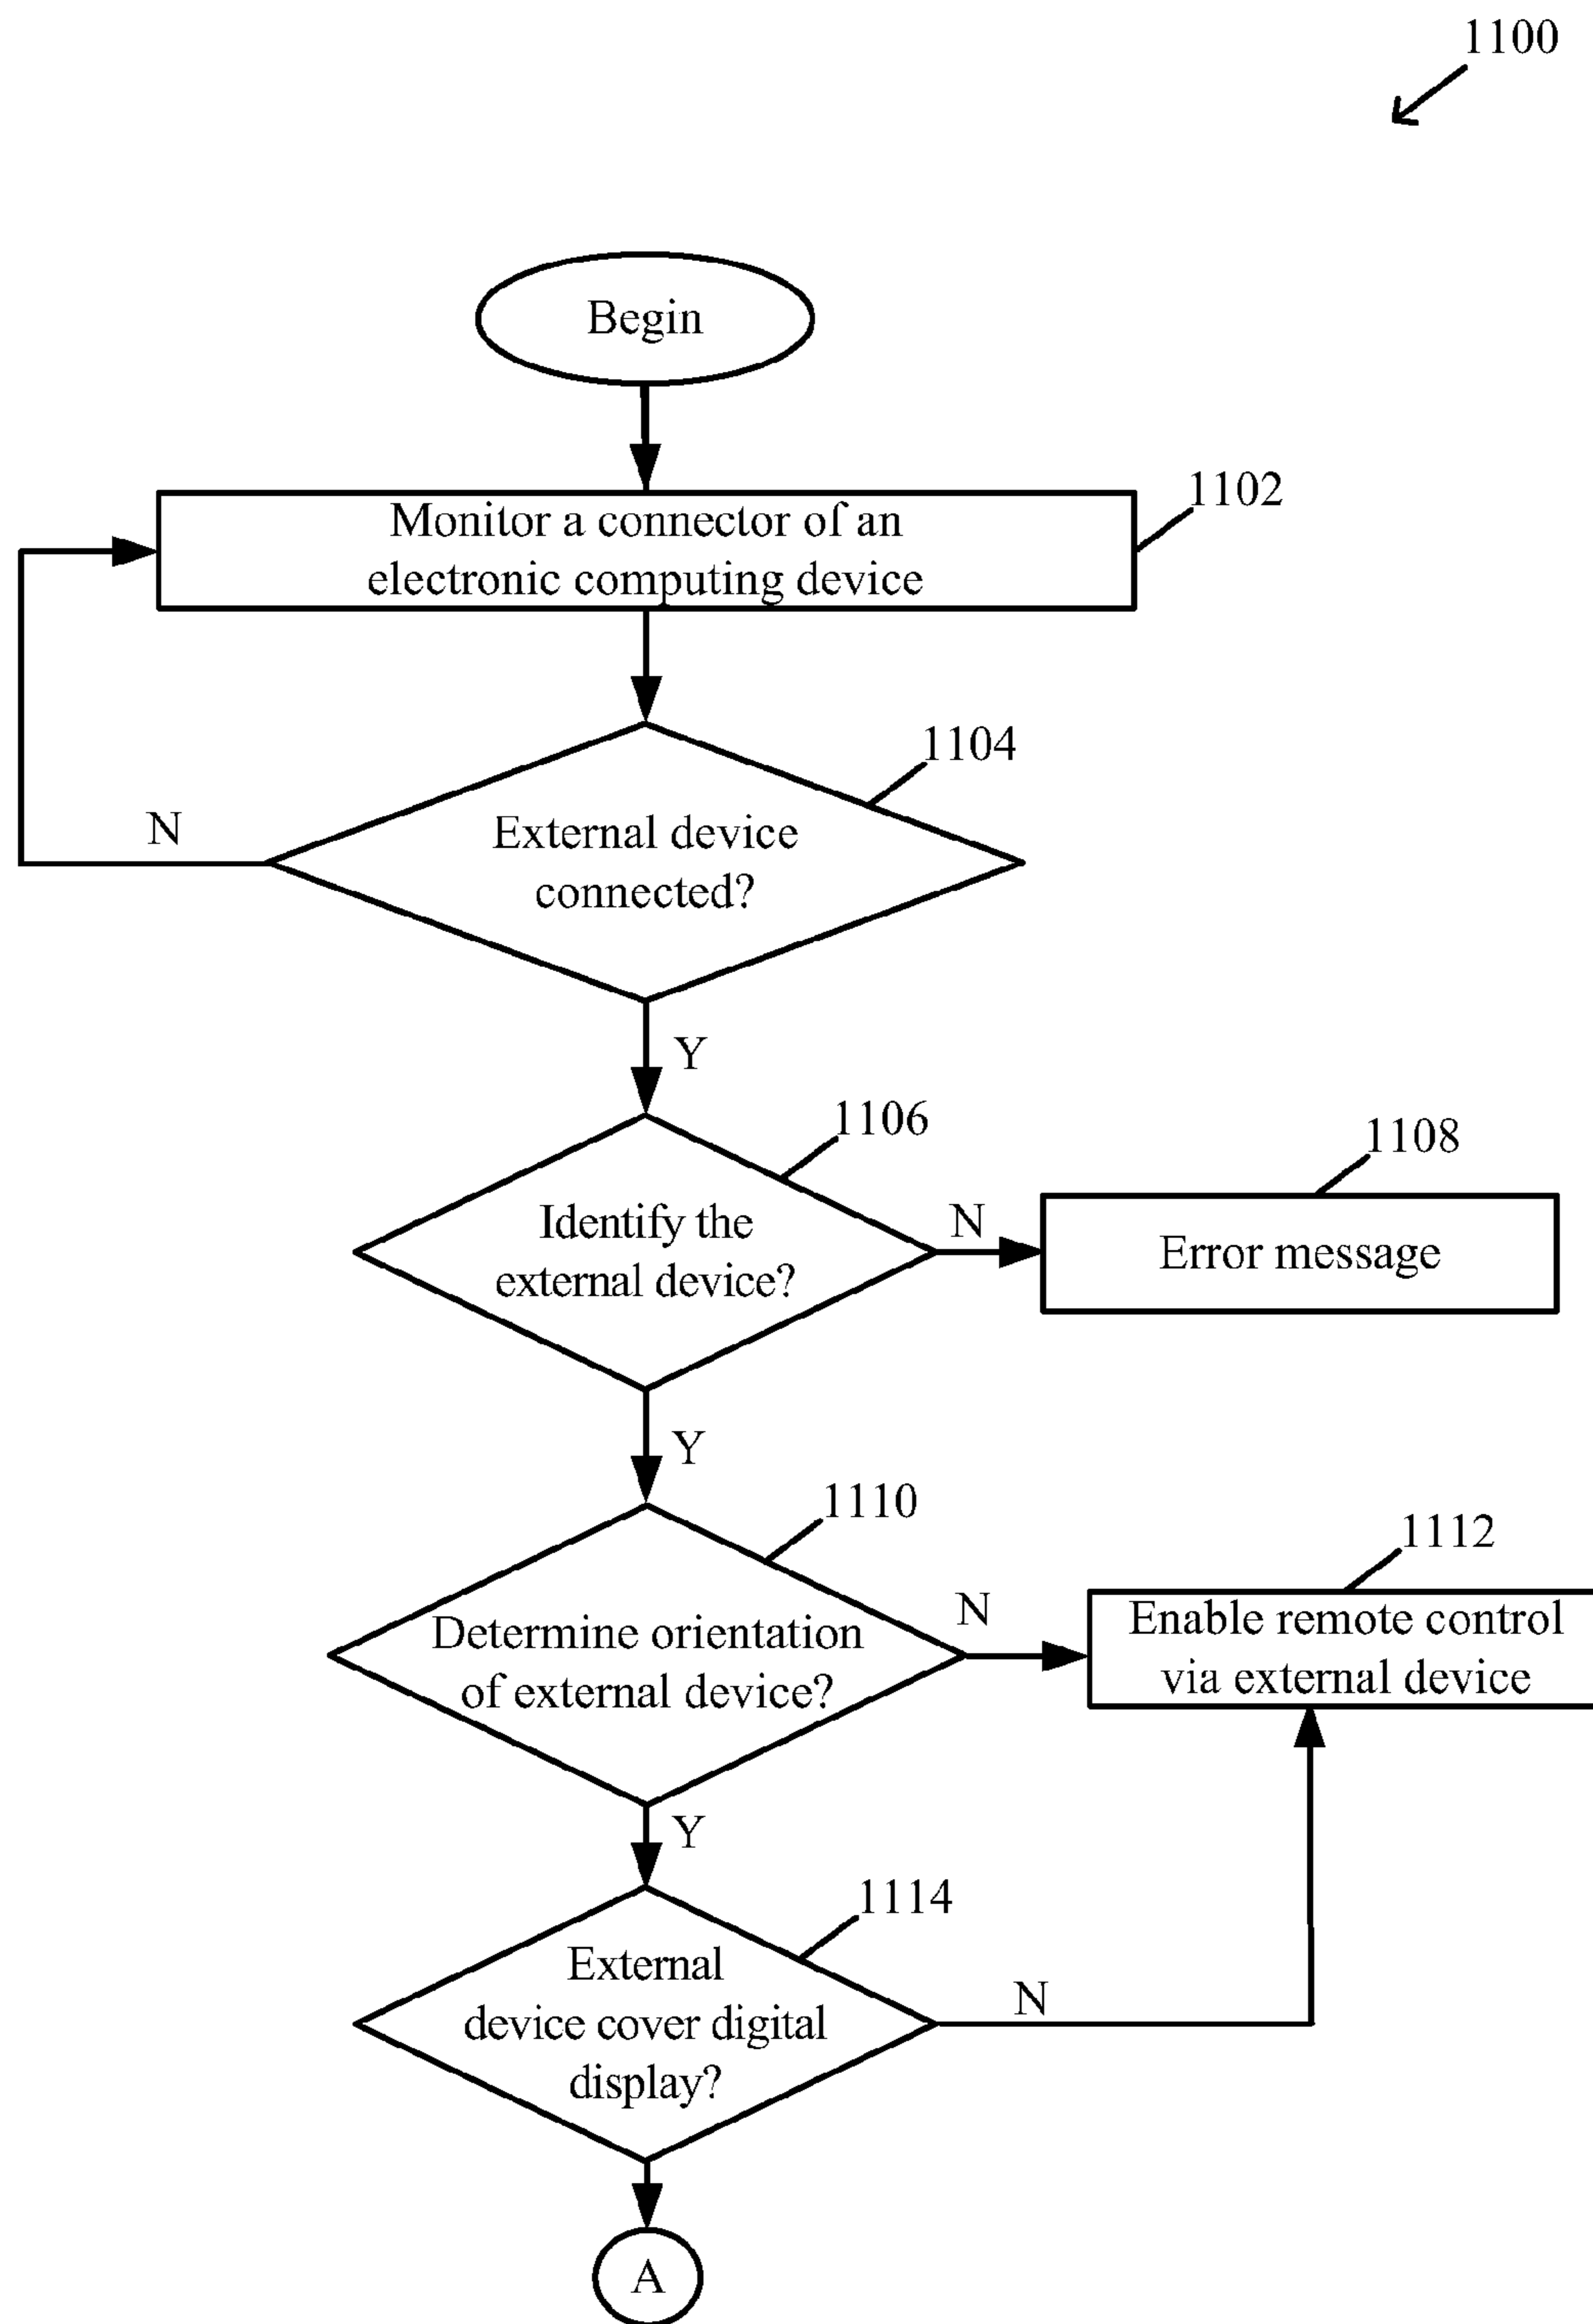 1100
Begin
1102
Monitor a connector of an
electronic computing device
1104
External device
connected?
N
Y
1106
Identify the
external device?
N
1108
Error message
Y
1110
Determine orientation
of external device?
N
1112
Enable remote control
via external device
Y
1114
External
device cover digital
display?
N
A